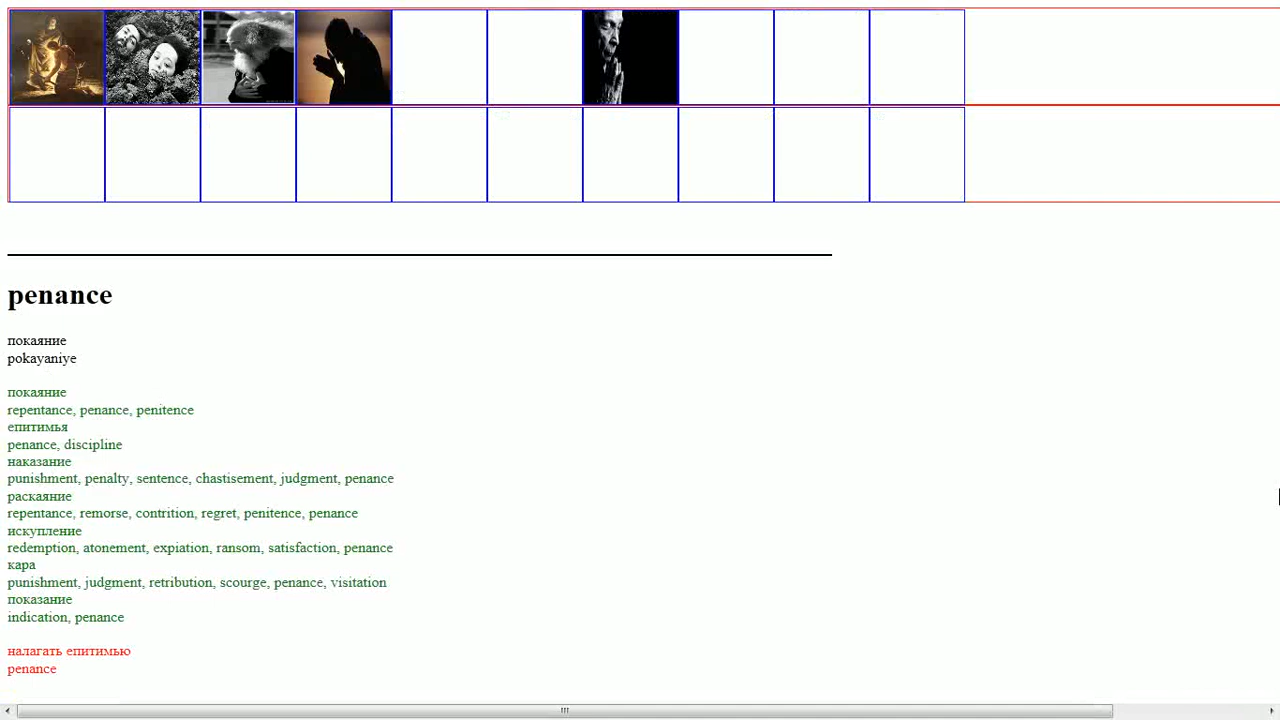 penance
покаяние
pokayaniye
покаяние
repentance, penance, penitence
епитимья
penance, discipline
наказание
punishment, penalty, sentence, chastisement, judgment, penance
раскаяние
repentance, remorse, contrition, regret, penitence, penance
искупление
redemption, atonement, expiation, ransom, satisfaction, penance
кара
punishment, judgment, retribution, scourge, penance, visitation
показание
indication, penance
налагать епитимью
penance